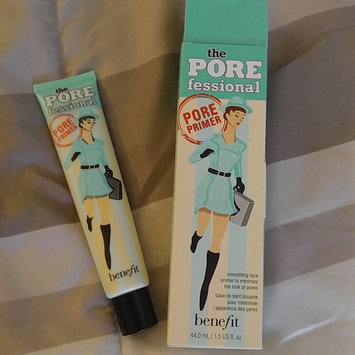 the
PORE
fessional
PORE
PRIMER
benefit
the
PORE
fessional
PORE
PRIMER
smoothing face
primer to minimize
the look of pores
base de teint lissante
pour minimiser
l'apparence des pores
benefit
44.0 mL / 1.5 US fl. oz.